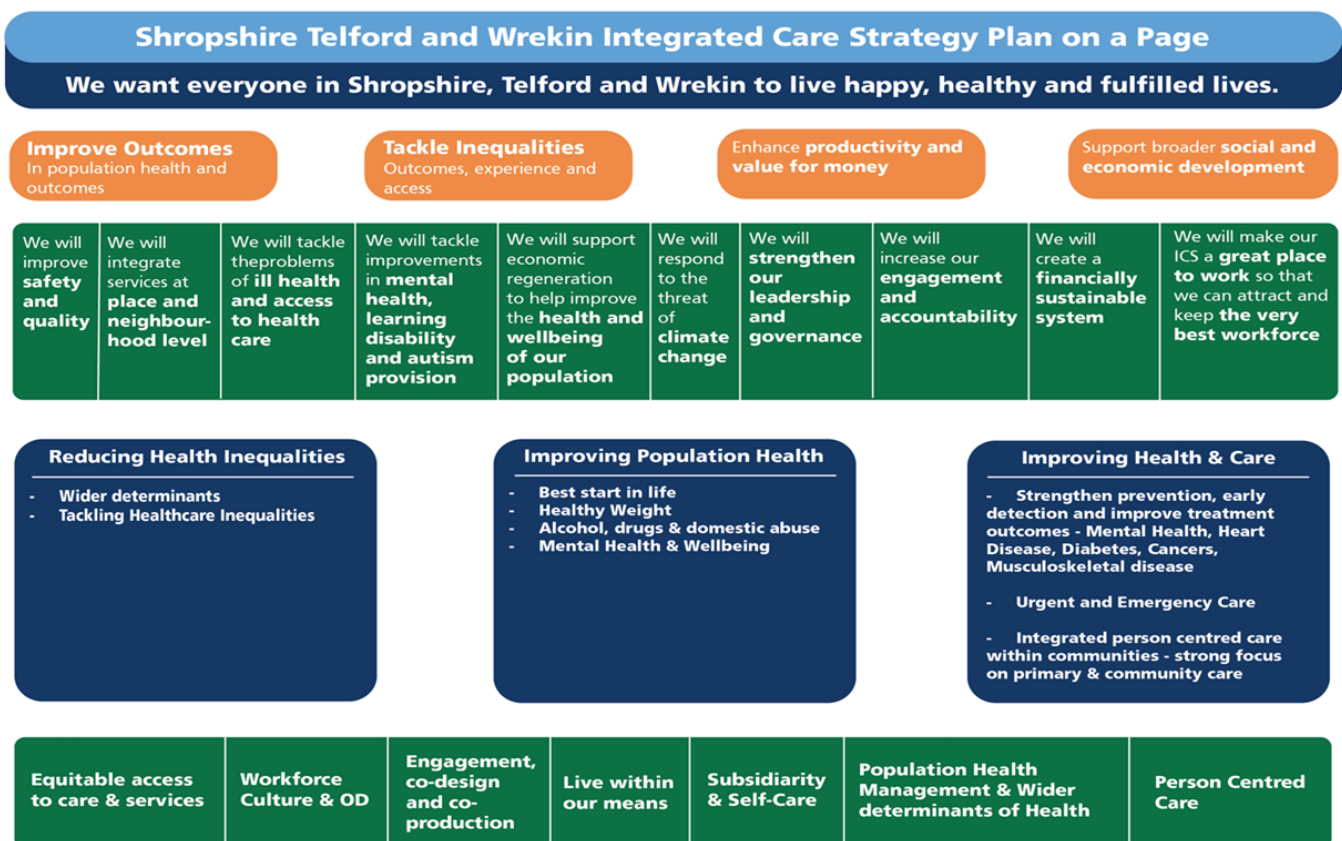 Shropshire Telford and Wrekin Integrated Care Strategy Plan on a Page
We want everyone in Shropshire, Telford and Wrekin to live happy, healthy and fulfilled lives.
Improve Outcomes
In population health and
outcomes
Tackle Inequalities
Outcomes, experience and
access
Enhance productivity and
value for money
Support broader social and
economic development
We will
improve
safety
and
quality
We will
integrate
services at
place and
neighbour-
hood level
We will tackle
theproblems
of ill health
and access
to health
care
We will tackle
improvements
in mental
health,
learning
disability
and autism
provision
We will support
economic
regeneration
to help improve
the health and
wellbeing
of our
population
We will
respond
to the
threat
of
climate
change
We will
strengthen
our
leadership
and
governance
We will
increase our
engagement
and
accountability
We will
create a
financially
sustainable
system
We will make our
ICS a great place
to work so that
we can attract and
keep the very
best workforce
Reducing Health Inequalities
- Wider determinants
- Tackling Healthcare Inequalities
Improving Population Health
- Best start in life
- Healthy Weight
- Alcohol, drugs & domestic abuse
- Mental Health & Wellbeing
Improving Health & Care
- Strengthen prevention, early
detection and improve treatment
outcomes - Mental Health, Heart
Disease, Diabetes, Cancers,
Musculoskeletal disease
- Urgent and Emergency Care
- Integrated person centred care
within communities - strong focus
on primary & community care
Equitable access
to care & services
Workforce
Culture & OD
Engagement,
co-design
and co-
production
Live within
our means
Subsidiarity
& Self-Care
Population Health
Management & Wider
determinants of Health
Person Centred
Care